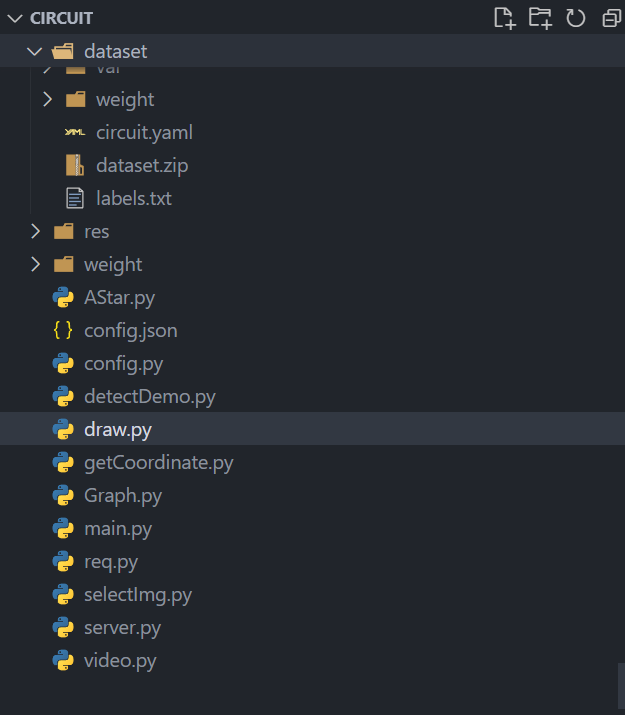 CIRCUIT
dataset
val
weight
YAML circuit.yaml
dataset.zip
labels.txt
res
weight
AStar.py
{ } config.json
config.py
detectDemo.py
draw.py
getCoordinate.py
Graph.py
main.py
req.py
selectImg.py
server.py
video.py